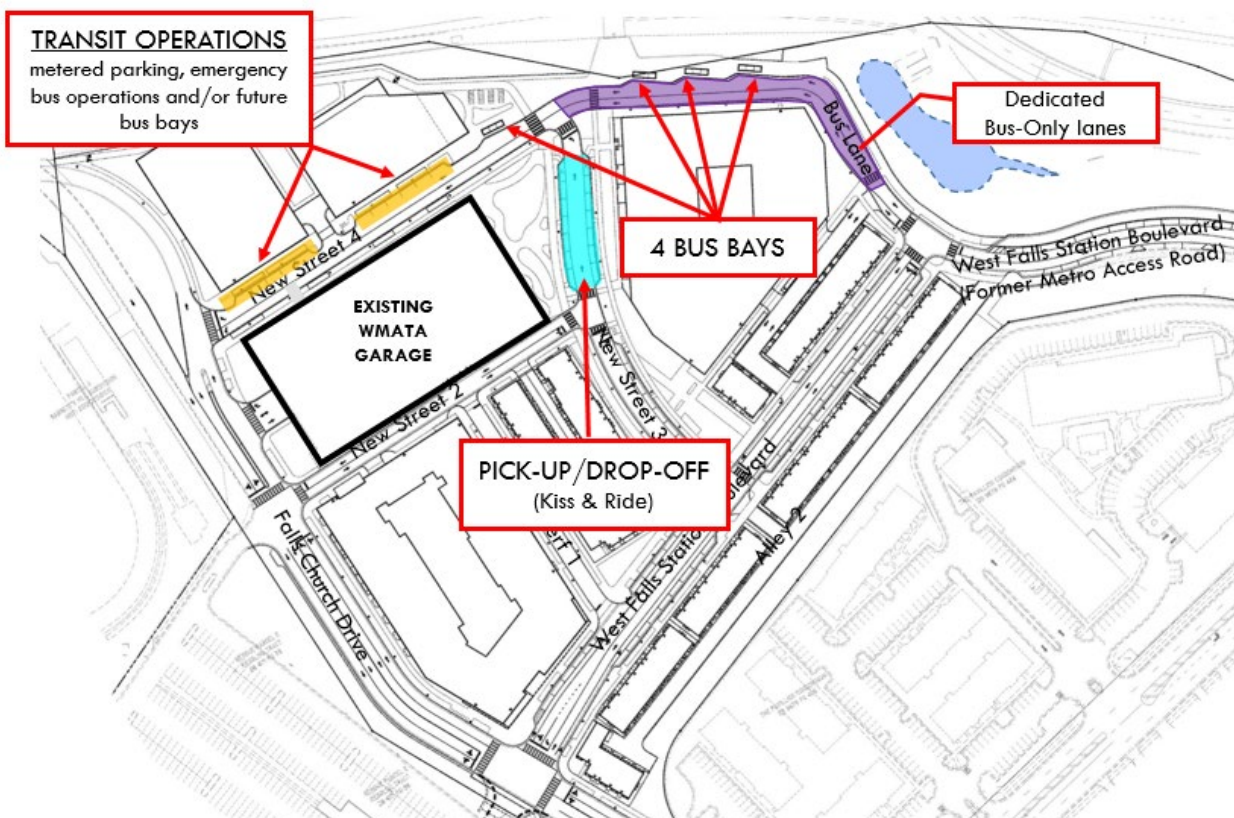 TRANSIT OPERATIONS
metered parking, emergency
bus operations and/or future
bus bays
Dedicated
Bus-Only lanes
Bus Lane
4 BUS BAYS
West Falls Station Boulevard
(Former Metro Access Road)
New Street 4
EXISTING
WMATA
GARAGE
New Street 3
New Street 2
PICK-UP/DROP-OFF
(Kiss & Ride)
Alley 2
Falls Church Drive
West Falls Station